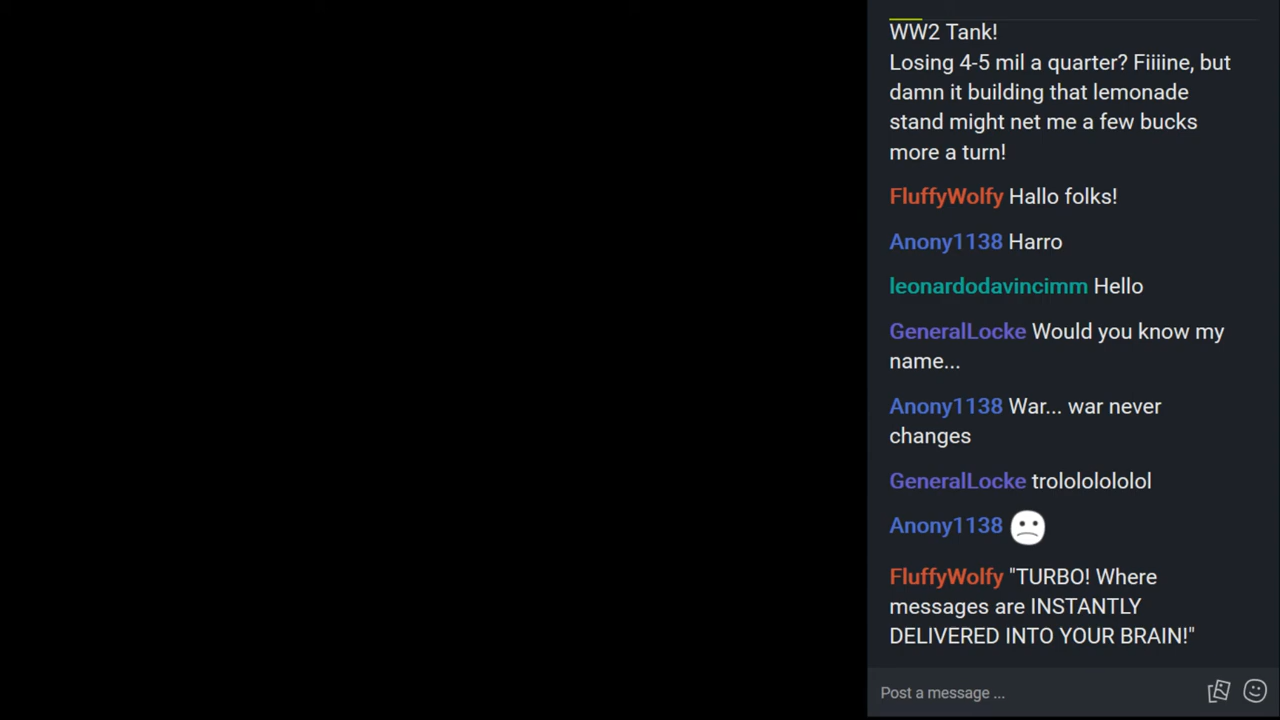 WW2 Tank!
Losing 4-5 mil a quarter? Fiiiine, but
damn it building that lemonade
stand might net me a few bucks
more a turn!
FluffyWolfy Hallo folks!
Anony1138 Harro
leonardodavincimm Hello
GeneralLocke Would you know my
name...
Anony1138 War... war never
changes
GeneralLocke trolololololol
Anony1138
FluffyWolfy "TURBO! Where
messages are INSTANTLY
DELIVERED INTO YOUR BRAIN!"
Post a message ...